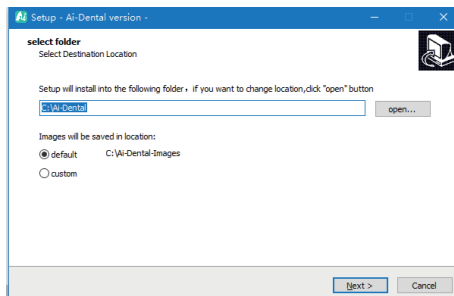 Ai Setup - Ai-Dental version -
select folder
Select Destination Location
Setup will install into the following folder，if you want to change location,click "open" button
C:\Ai-Dental
open...
Images will be saved in location:
default C:\Ai-Dental-Images
custom
Next > Cancel